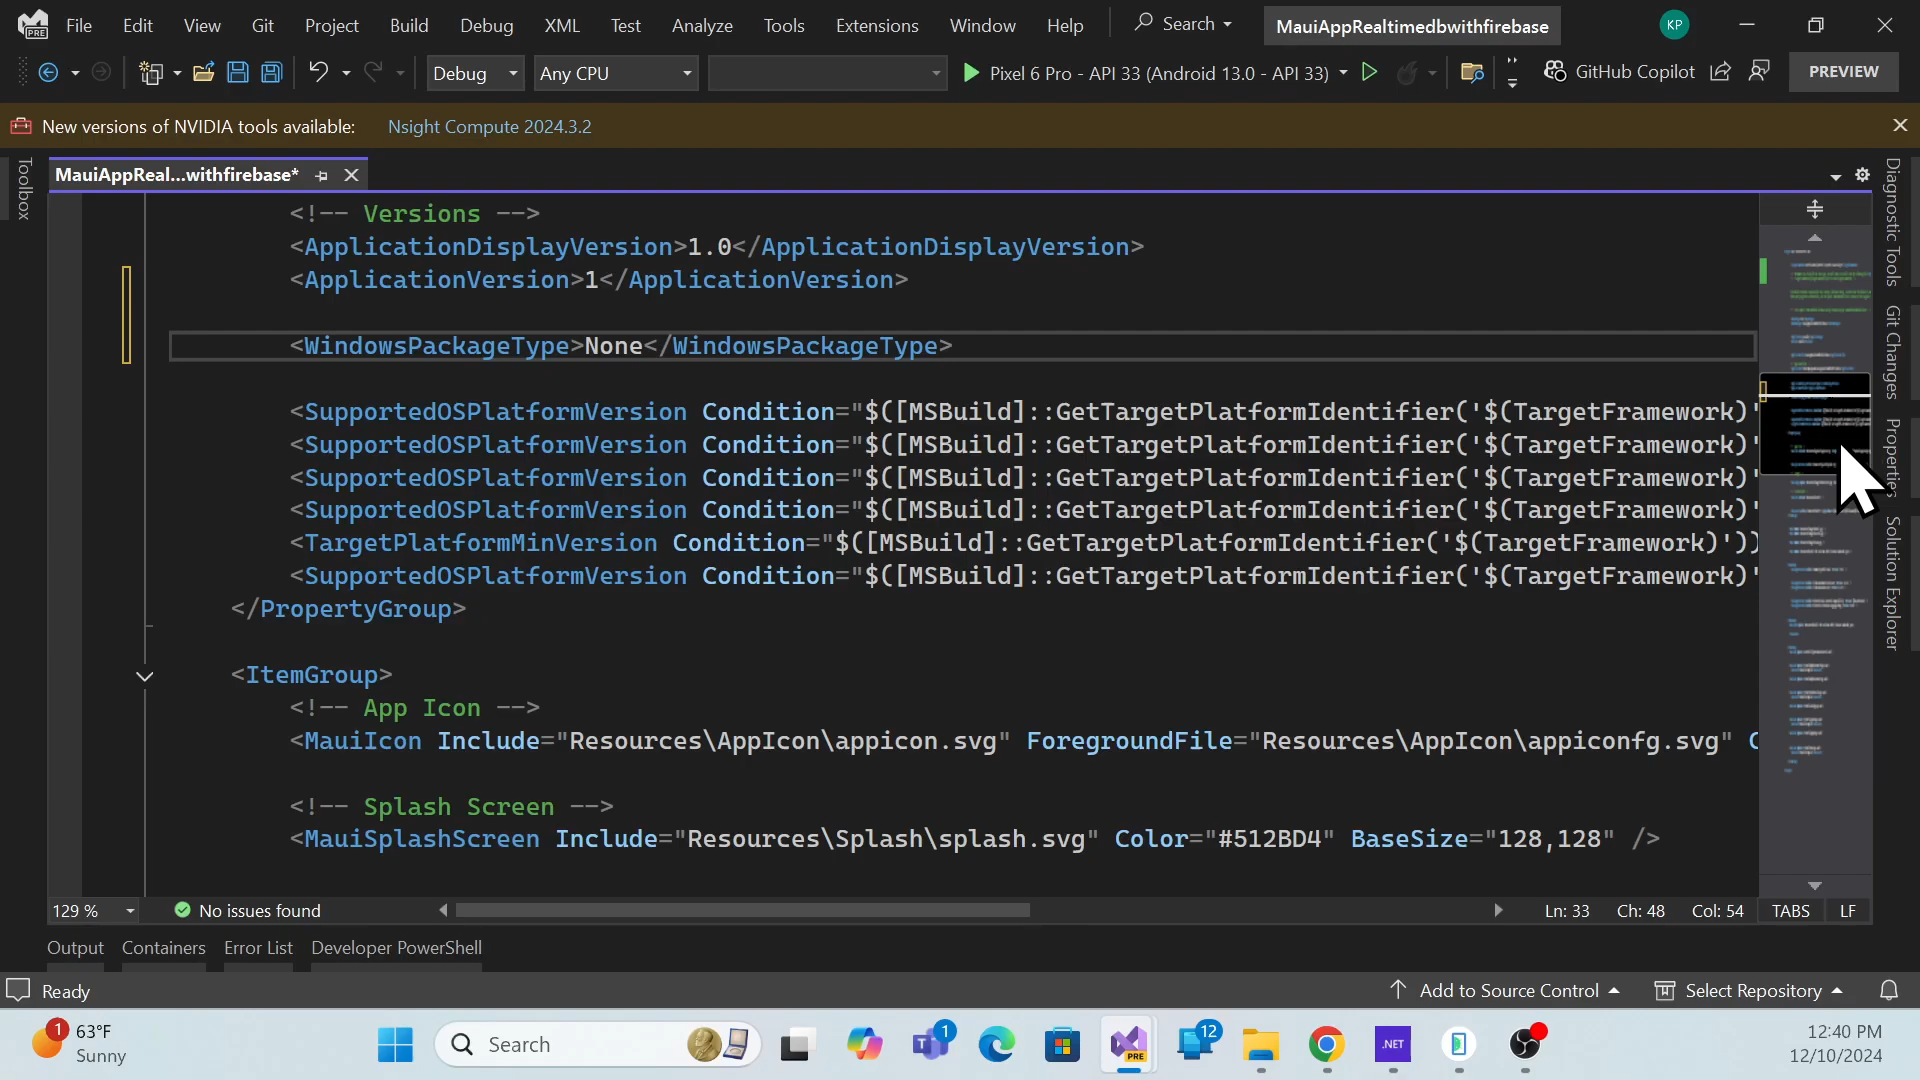 File Edit View Git Project Build Debug XML Test Analyze Tools Extensions Window Help Search MauiAppRealtimedbwithfirebase KP
PRE
Debug Any CPU Pixel 6 Pro - API 33 (Android 13.0 - API 33) GitHub Copilot PREVIEW
New versions of NVIDIA tools available: Nsight Compute 2024.3.2
Toolbox
MauiAppReal...withfirebase*
<!-- Versions -->
<ApplicationDisplayVersion>1.0</ApplicationDisplayVersion>
<ApplicationVersion>1</ApplicationVersion>
<WindowsPackageType>None</WindowsPackageType>
<SupportedOSPlatformVersion Condition="$([MSBuild]::GetTargetPlatformIdentifier('$(TargetFramework)'
<SupportedOSPlatformVersion Condition="$([MSBuild]::GetTargetPlatformIdentifier('$(TargetFramework)'
<SupportedOSPlatformVersion Condition="$([MSBuild]::GetTargetPlatformIdentifier('$(TargetFramework)'
<SupportedOSPlatformVersion Condition="$([MSBuild]::GetTargetPlatformIdentifier('$(TargetFramework)'
<TargetPlatformMinVersion Condition="$([MSBuild]::GetTargetPlatformIdentifier('$(TargetFramework)'))
<SupportedOSPlatformVersion Condition="$([MSBuild]::GetTargetPlatformIdentifier('$(TargetFramework)'
</PropertyGroup>
<ItemGroup>
<!-- App Icon -->
<MauiIcon Include="Resources\AppIcon\appicon.svg" ForegroundFile="Resources\AppIcon\appiconfg.svg" C
<!-- Splash Screen -->
<MauiSplashScreen Include="Resources\Splash\splash.svg" Color="#512BD4" BaseSize="128,128" />
Diagnostic Tools
Git Changes
Properties
Solution Explorer
129 % No issues found Ln: 33 Ch: 48 Col: 54 TABS LF
Output Containers Error List Developer PowerShell
Ready Add to Source Control Select Repository
1 63°F
Sunny
Search
1
PRE
12
.NET
12:40 PM
12/10/2024